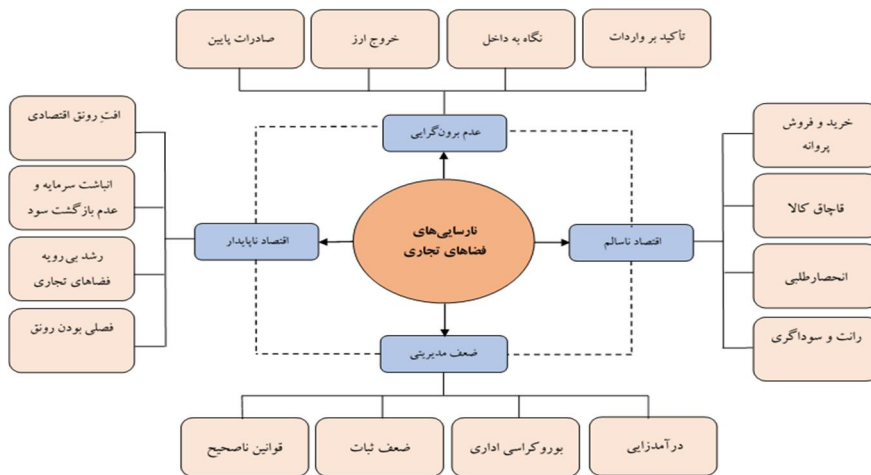 تأکید بر واردات
نگاه به داخل
خروج ارز
صادرات پایین
عدم برون‌گرایی
خرید و فروش
پروانه
قاچاق کالا
انحصارطلبی
رانت و سوداگری
اقتصاد ناسالم
نارسایی‌های
فضاهای تجاری
اقتصاد ناپایدار
افتِ رونق اقتصادی
انباشت سرمایه و
عدم بازگشت سود
رشد بی‌رویه
فضاهای تجاری
فصلی بودن رونق
ضعف مدیریتی
درآمدزایی
بوروکراسی اداری
ضعف ثبات
قوانین ناصحیح